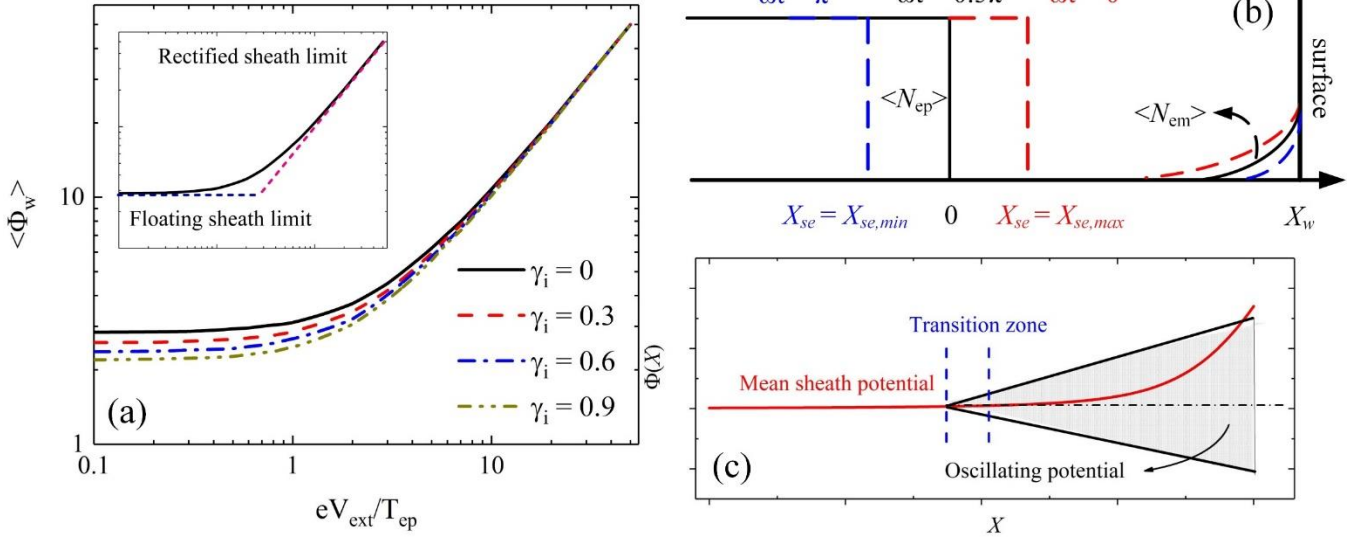 Rectified sheath limit
Floating sheath limit
10
1
<Φw>
γi = 0
γi = 0.3
γi = 0.6
γi = 0.9
(a)
0.1
1
10
eVext/Tep
(b)
surface
<Nep>
<Nem>
Xse = Xse,min
0
Xse = Xse,max
Xw
Φ(X)
Transition zone
Mean sheath potential
Oscillating potential
(c)
X